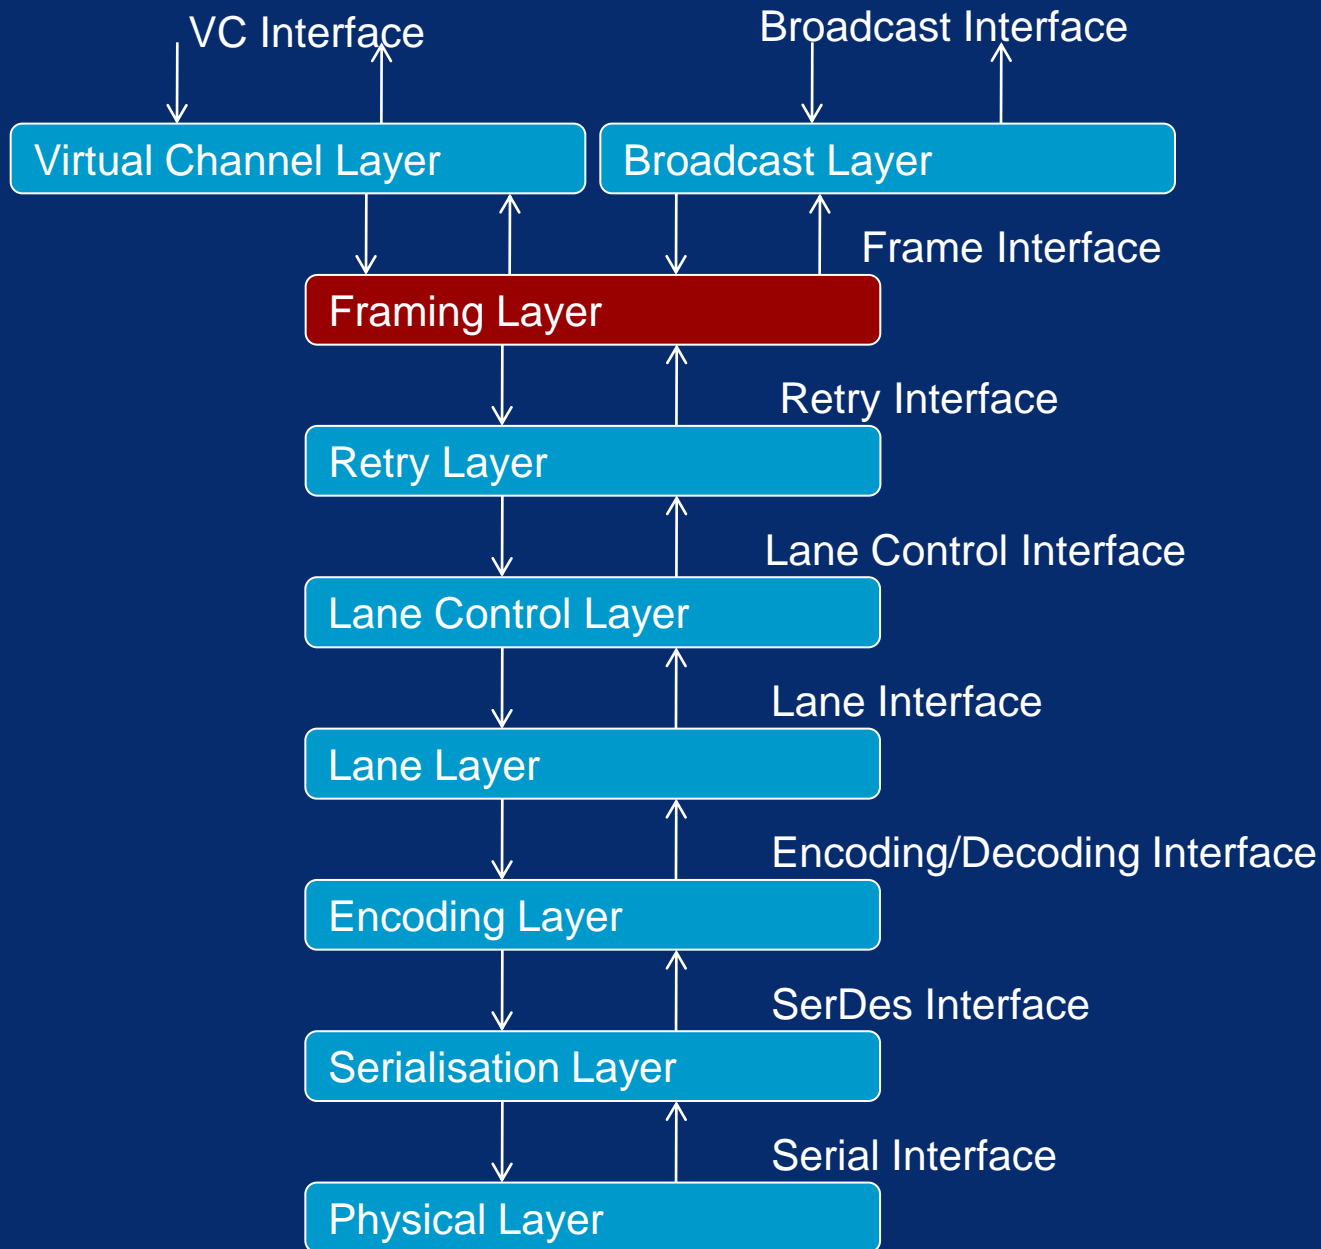 VC Interface
Broadcast Interface
Virtual Channel Layer
Broadcast Layer
Frame Interface
Framing Layer
Retry Interface
Retry Layer
Lane Control Interface
Lane Control Layer
Lane Interface
Lane Layer
Encoding/Decoding Interface
Encoding Layer
SerDes Interface
Serialisation Layer
Serial Interface
Physical Layer